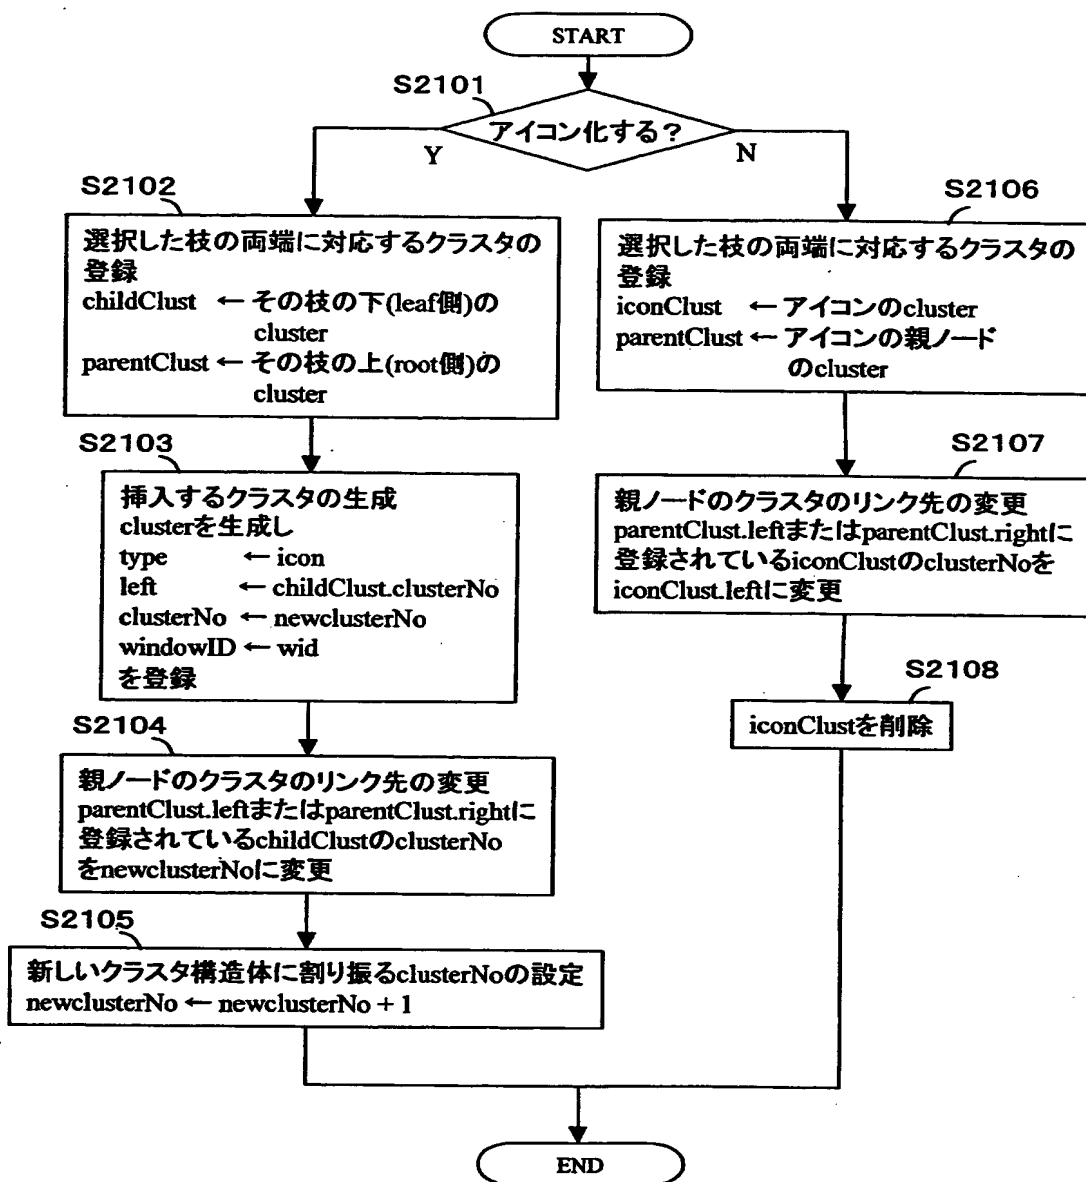 START
S2101
アイコン化する?
Y
N
S2102
選択した枝の両端に対応するクラスタの
登録
childClust ← その枝の下(leaf側)の
cluster
parentClust ← その枝の上(root側)の
cluster
S2103
挿入するクラスタの生成
clusterを生成し
type ← icon
left ← childClust.clusterNo
clusterNo ← newclusterNo
windowID ← wid
を登録
S2104
親ノードのクラスタのリンク先の変更
parentClust.leftまたはparentClust.rightに
登録されているchildClustのclusterNo
をnewclusterNoに変更
S2105
新しいクラスタ構造体に割り振るclusterNoの設定
newclusterNo ← newclusterNo + 1
S2106
選択した枝の両端に対応するクラスタの
登録
iconClust ← アイコンのcluster
parentClust ← アイコンの親ノード
のcluster
S2107
親ノードのクラスタのリンク先の変更
parentClust.leftまたはparentClust.rightに
登録されているiconClustのclusterNoを
iconClust.leftに変更
S2108
iconClustを削除
END